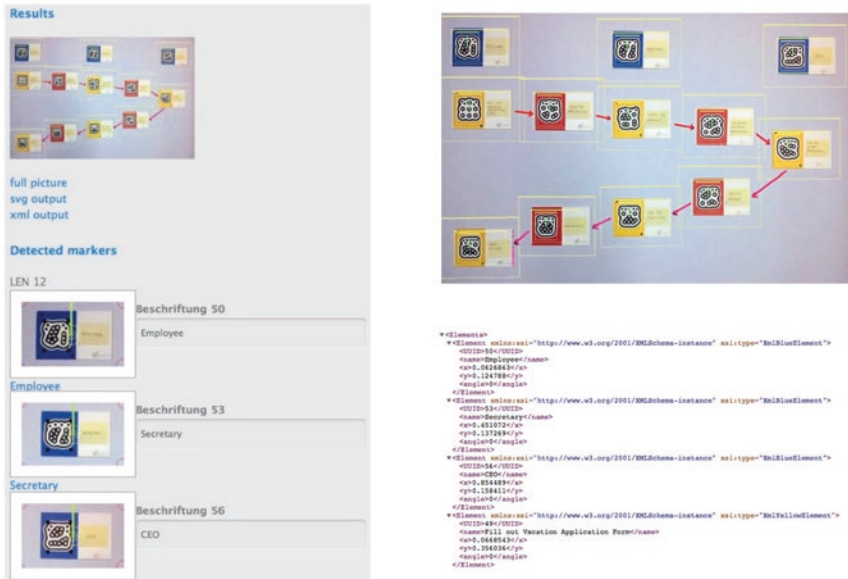 Results
full picture
svg output
xml output
Detected markers
LEN 12
Beschriftung 50
Employee
Employee
Beschriftung 53
Secretary
Secretary
Beschriftung 56
CEO
▼<Elements>
▼<Element xmlns:xsi="http://www.w3.org/2001/XMLSchema-instance" xsi:type="XmlBlueElement">
<UUID>50</UUID>
<name>Employee</name>
<x>0.0626863</x>
<y>0.124788</y>
<angle>0</angle>
</Element>
▼<Element xmlns:xsi="http://www.w3.org/2001/XMLSchema-instance" xsi:type="XmlBlueElement">
<UUID>53</UUID>
<name>Secretary</name>
<x>0.451072</x>
<y>0.137269</y>
<angle>0</angle>
</Element>
▼<Element xmlns:xsi="http://www.w3.org/2001/XMLSchema-instance" xsi:type="XmlBlueElement">
<UUID>56</UUID>
<name>CEO</name>
<x>0.854489</x>
<y>0.158411</y>
<angle>0</angle>
</Element>
▼<Element xmlns:xsi="http://www.w3.org/2001/XMLSchema-instance" xsi:type="XmlYellowElement">
<UUID>49</UUID>
<name>Fill out Vacation Application Form</name>
<x>0.0668543</x>
<y>0.356036</y>
<angle>0</angle>
</Element>